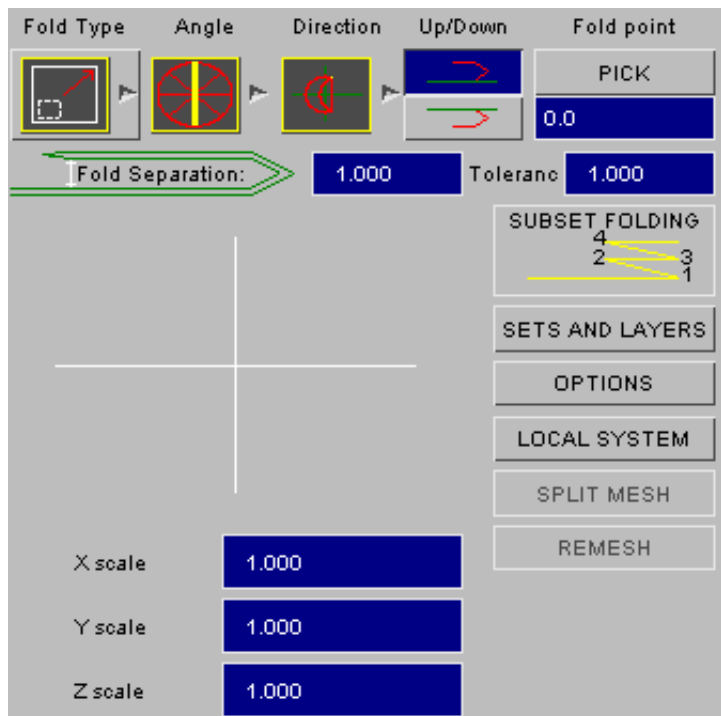 Fold Type Angle Direction Up/Down Fold point
PICK
0.0
Fold Separation: 1.000 Toleranc 1.000
SUBSET FOLDING
4
2 3
1
SETS AND LAYERS
OPTIONS
LOCAL SYSTEM
SPLIT MESH
REMESH
X scale 1.000
Y scale 1.000
Z scale 1.000